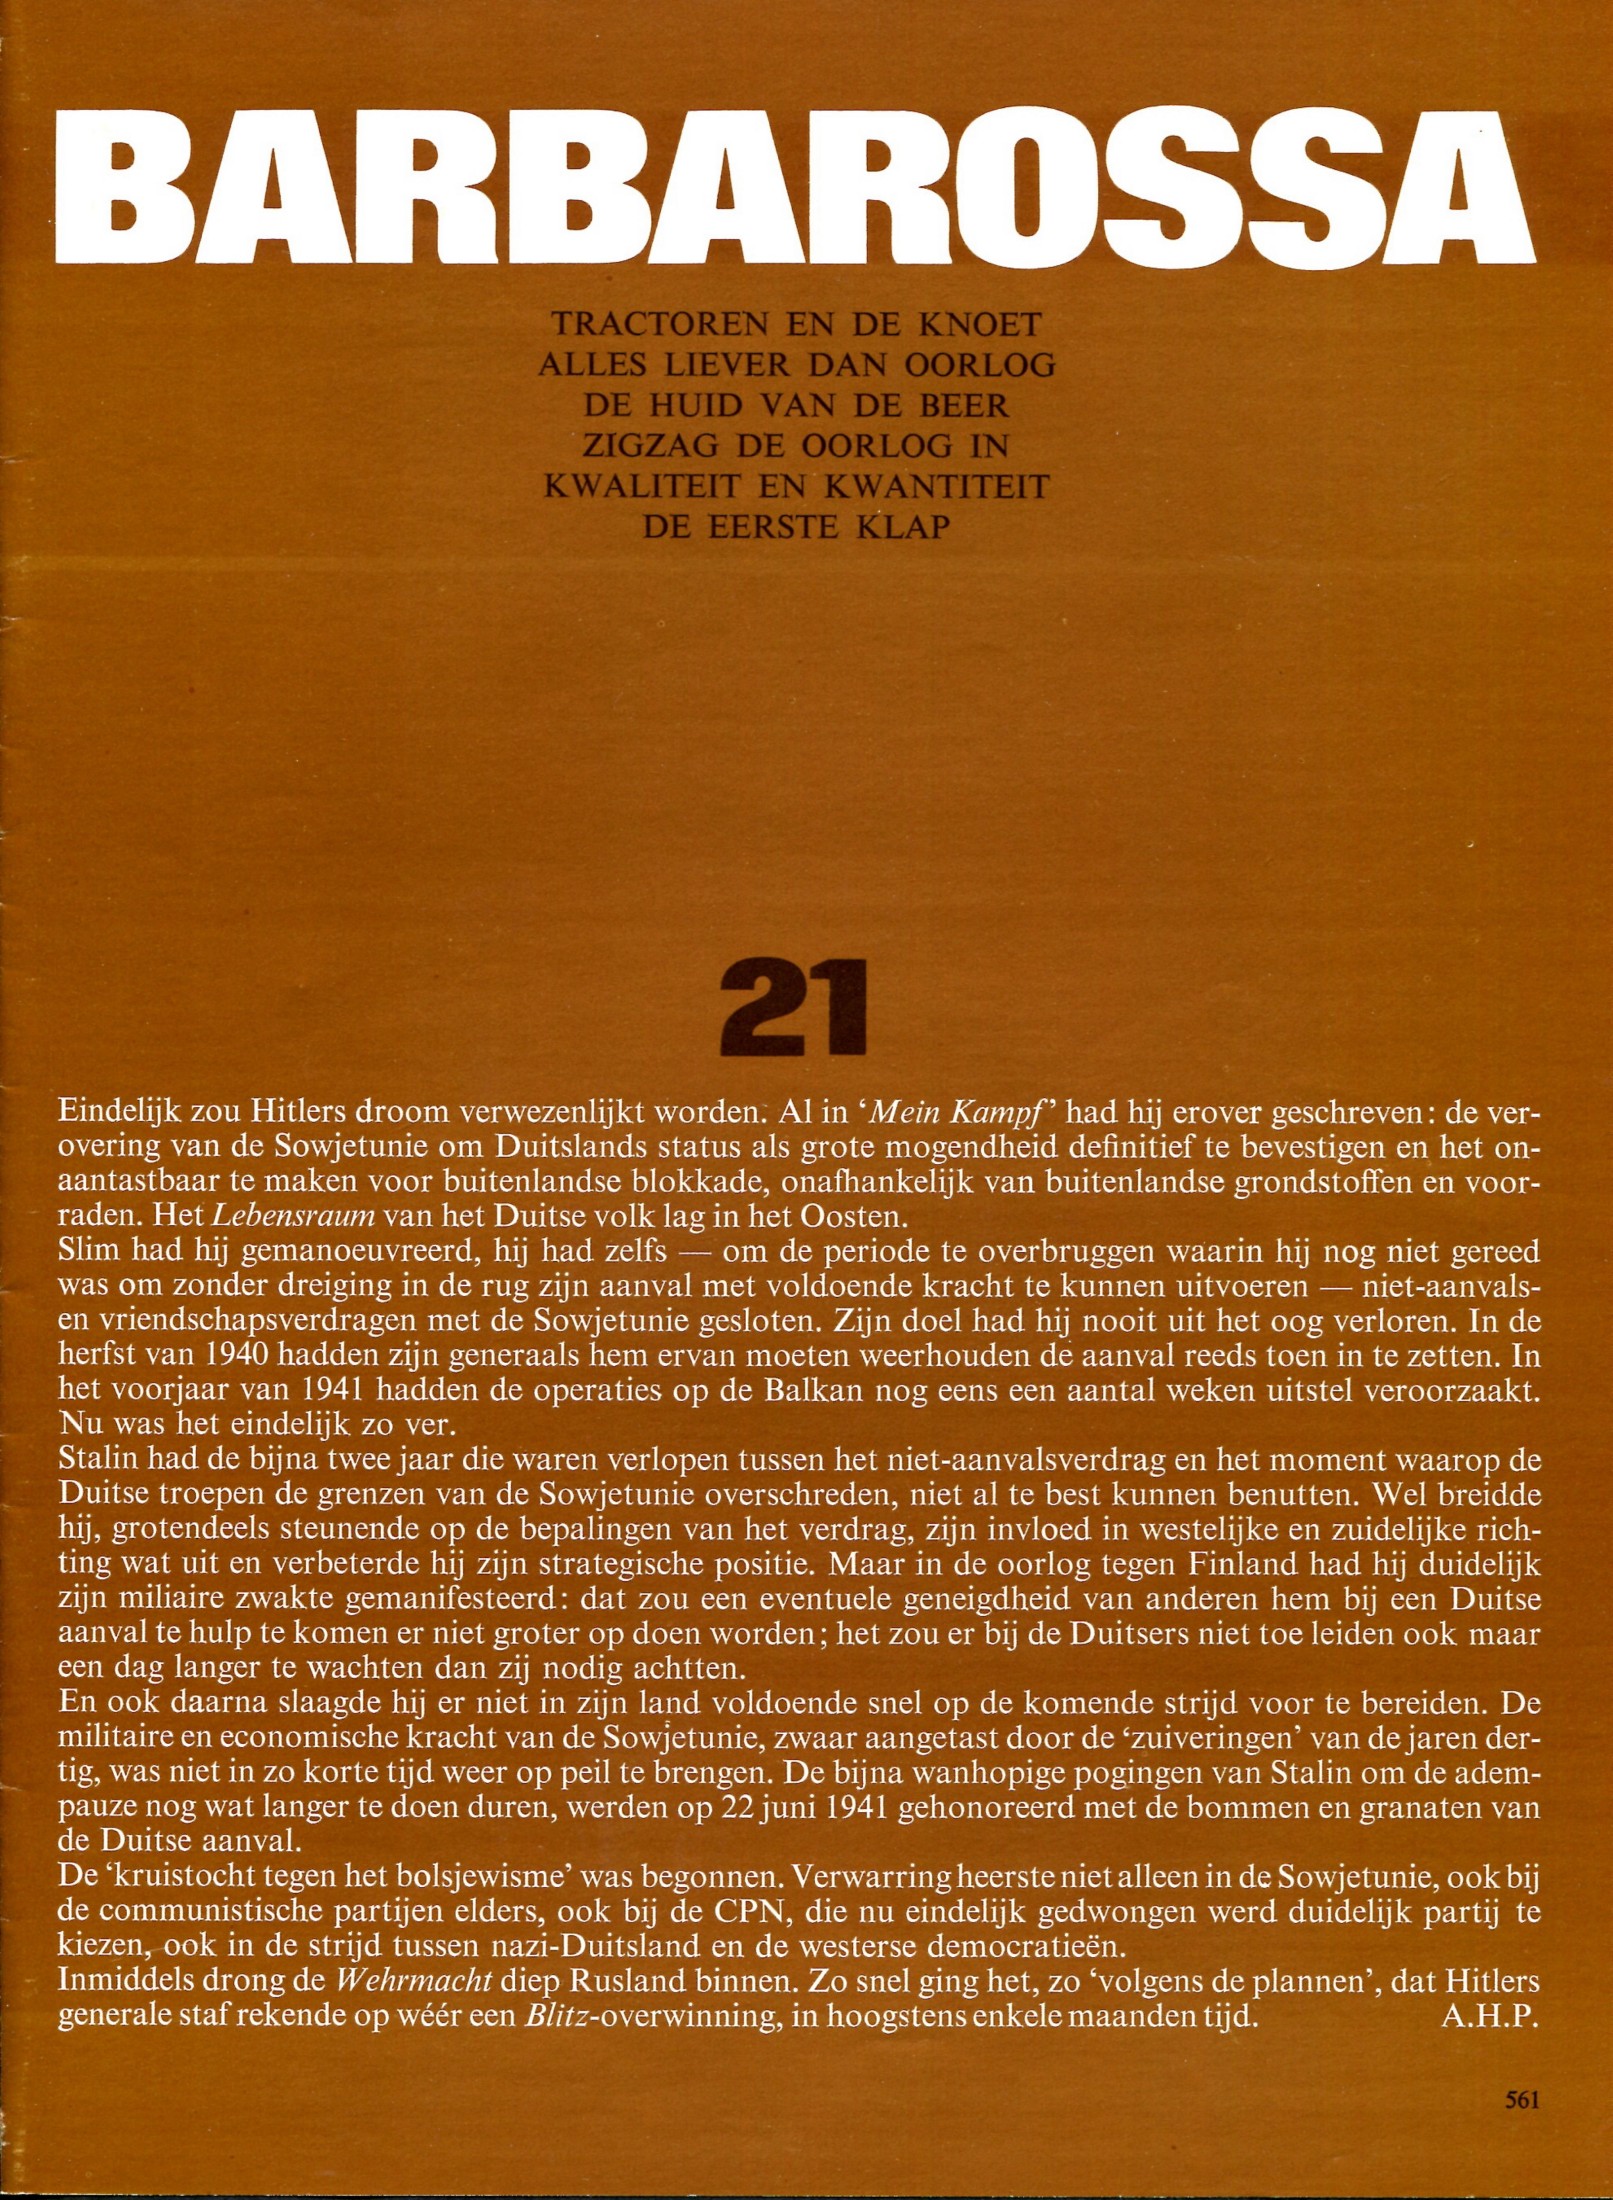 BARBAROSSA
TRACTOREN EN DE KNOET
ALLES LIEVER DAN OORLOG
DE HUID VAN DE BEER
ZIGZAG DE OORLOG IN
KWALITEIT EN KWANTITEIT
DE EERSTE KLAP
21
Eindelijk zou Hitlers droom verwezenlijkt worden. Al in ‘Mein Kampf’ had hij erover geschreven: de ver-
overing van de Sowjetunie om Duitslands status als grote mogendheid definitief te bevestigen en het on-
aantastbaar te maken voor buitenlandse blokkade, onafhankelijk van buitenlandse grondstoffen en voor-
raden. Het Lebensraum van het Duitse volk lag in het Oosten.
Slim had hij gemanoeuvreerd, hij had zelfs — om de periode te overbruggen waarin hij nog niet gereed
was om zonder dreiging in de rug zijn aanval met voldoende kracht te kunnen uitvoeren — niet-aanvals-
en vriendschapsverdragen met de Sowjetunie gesloten. Zijn doel had hij nooit uit het oog verloren. In de
herfst van 1940 hadden zijn generaals hem ervan moeten weerhouden de aanval reeds toen in te zetten. In
het voorjaar van 1941 hadden de operaties op de Balkan nog eens een aantal weken uitstel veroorzaakt.
Nu was het eindelijk zo ver.
Stalin had de bijna twee jaar die waren verlopen tussen het niet-aanvalsverdrag en het moment waarop de
Duitse troepen de grenzen van de Sowjetunie overschreden, niet al te best kunnen benutten. Wel breidde
hij, grotendeels steunende op de bepalingen van het verdrag, zijn invloed in westelijke en zuidelijke rich-
ting wat uit en verbeterde hij zijn strategische positie. Maar in de oorlog tegen Finland had hij duidelijk
zijn miliaire zwakte gemanifesteerd: dat zou een eventuele geneigdheid van anderen hem bij een Duitse
aanval te hulp te komen er niet groter op doen worden; het zou er bij de Duitsers niet toe leiden ook maar
een dag langer te wachten dan zij nodig achtten.
En ook daarna slaagde hij er niet in zijn land voldoende snel op de komende strijd voor te bereiden. De
militaire en economische kracht van de Sowjetunie, zwaar aangetast door de ‘zuiveringen’ van de jaren der-
tig, was niet in zo korte tijd weer op peil te brengen. De bijna wanhopige pogingen van Stalin om de adem-
pauze nog wat langer te doen duren, werden op 22 juni 1941 gehonoreerd met de bommen en granaten van
de Duitse aanval.
De ‘kruistocht tegen het bolsjewisme’ was begonnen. Verwarring heerste niet alleen in de Sowjetunie, ook bij
de communistische partijen elders, ook bij de CPN, die nu eindelijk gedwongen werd duidelijk partij te
kiezen, ook in de strijd tussen nazi-Duitsland en de westerse democratieën.
Inmiddels drong de Wehrmacht diep Rusland binnen. Zo snel ging het, zo ‘volgens de plannen’, dat Hitlers
generale staf rekende op wéér een Blitz-overwinning, in hoogstens enkele maanden tijd. A.H.P.
561